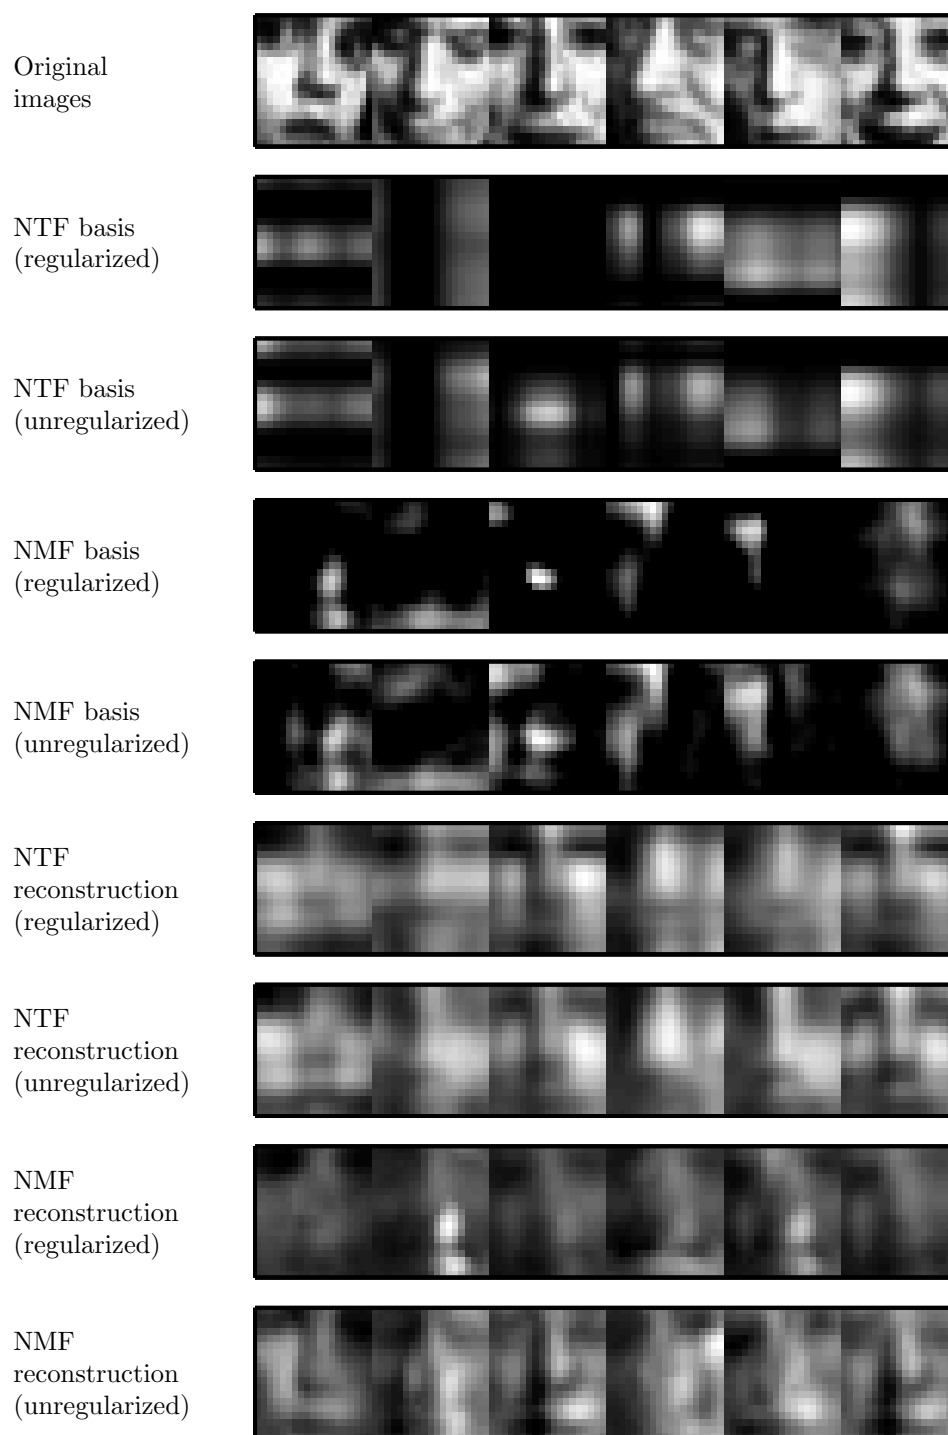 Original
images
NTF basis
(regularized)
NTF basis
(unregularized)
NMF basis
(regularized)
NMF basis
(unregularized)
NTF
reconstruction
(regularized)
NTF
reconstruction
(unregularized)
NMF
reconstruction
(regularized)
NMF
reconstruction
(unregularized)